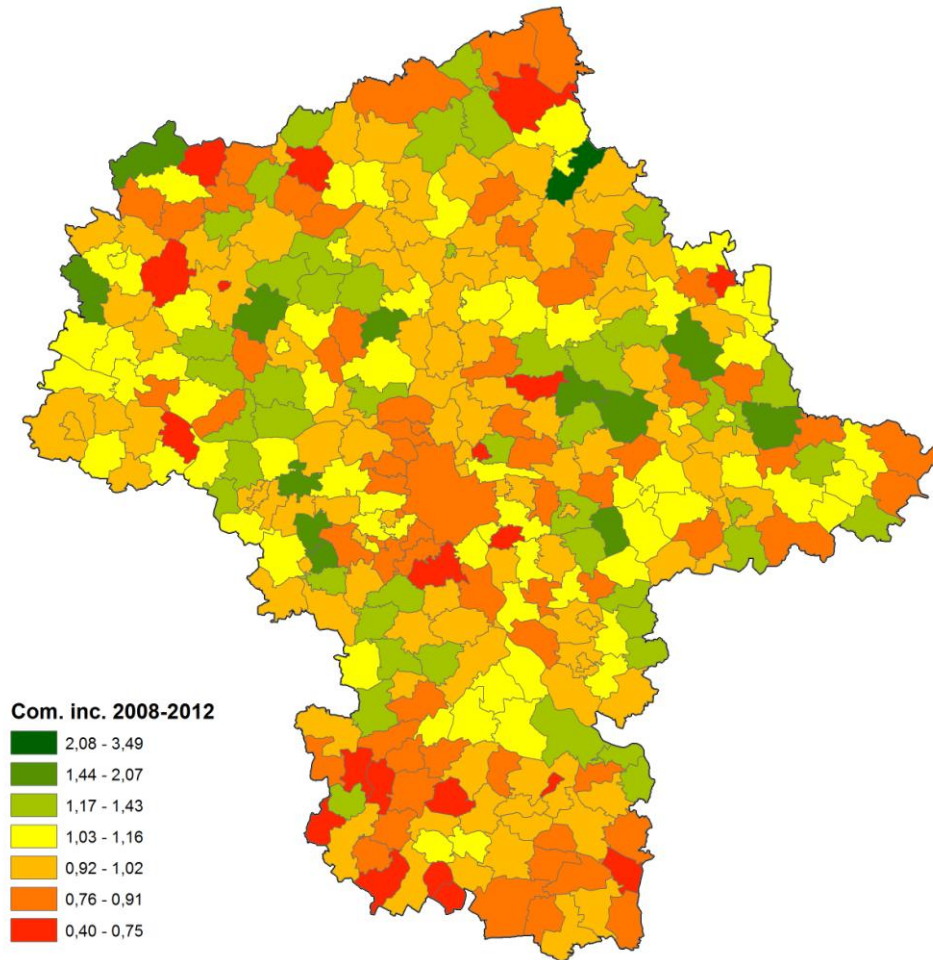 Com. inc. 2008-2012
2,08 - 3,49
1,44 - 2,07
1,17 - 1,43
1,03 - 1,16
0,92 - 1,02
0,76 - 0,91
0,40 - 0,75